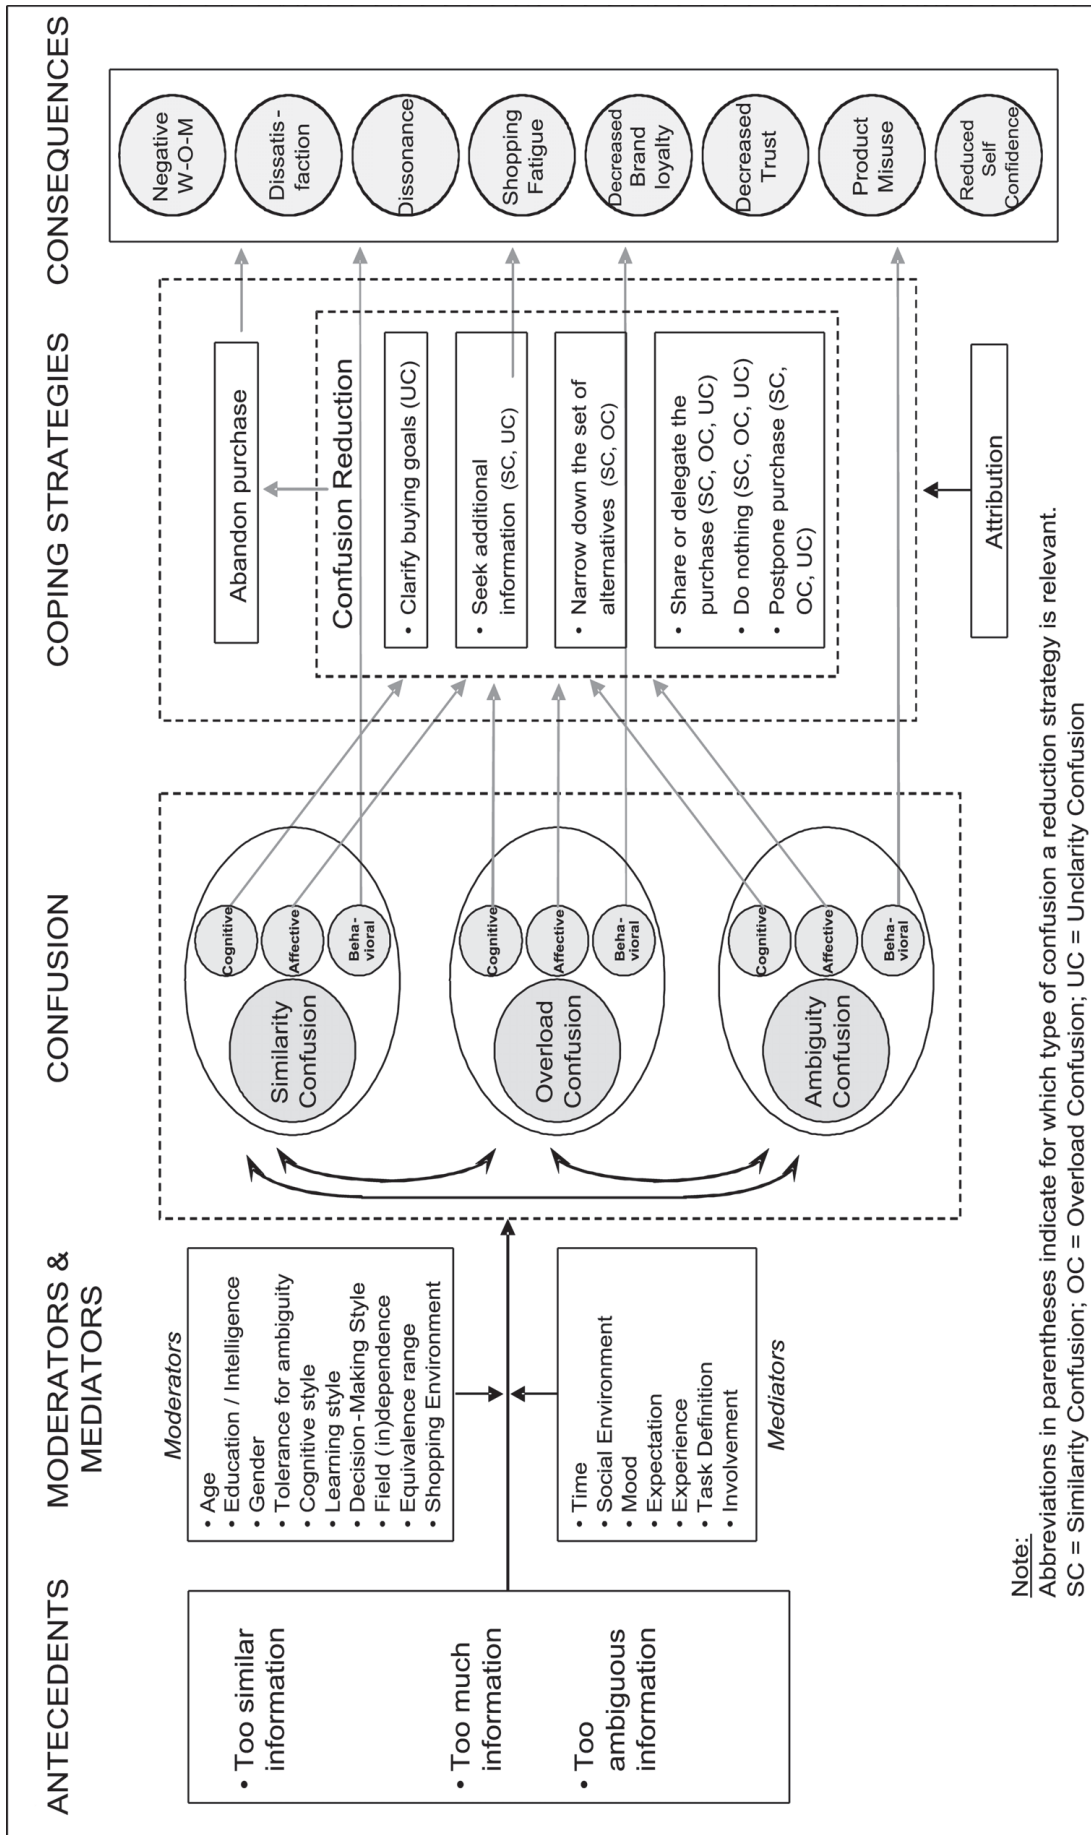 ANTECEDENTS
• Too similar
information
• Too much
information
• Too
ambiguous
information
MODERATORS &
MEDIATORS
Moderators
• Age
• Education / Intelligence
• Gender
• Tolerance for ambiguity
• Cognitive style
• Learning style
• Decision-Making Style
• Field (in)dependence
• Equivalence range
• Shopping Environment
• Time
• Social Environment
• Mood
• Expectation
• Experience
• Task Definition
• Involvement
Mediators
CONFUSION
Similarity
Confusion
Cognitive
Affective
Beha-
vioral
Overload
Confusion
Cognitive
Affective
Beha-
vioral
Ambiguity
Confusion
Cognitive
Affective
Beha-
vioral
COPING STRATEGIES
Abandon purchase
Confusion Reduction
• Clarify buying goals (UC)
• Seek additional
information (SC, UC)
• Narrow down the set of
alternatives (SC, OC)
• Share or delegate the
purchase (SC, OC, UC)
• Do nothing (SC, OC, UC)
• Postpone purchase (SC,
OC, UC)
Attribution
CONSEQUENCES
Negative
W-O-M
Dissatis-
faction
Dissonance
Shopping
Fatigue
Decreased
Brand
loyalty
Decreased
Trust
Product
Misuse
Reduced
Self
Confidence
Note:
Abbreviations in parentheses indicate for which type of confusion a reduction strategy is relevant.
SC = Similarity Confusion; OC = Overload Confusion; UC = Unclarity Confusion